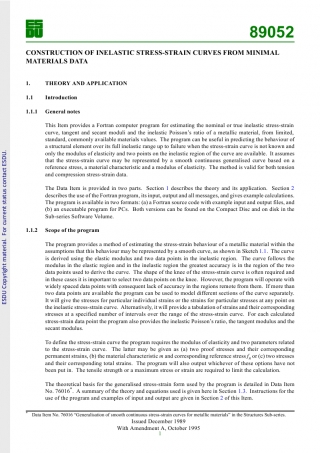 ESDU
89052
CONSTRUCTION OF INELASTIC STRESS-STRAIN CURVES FROM MINIMAL
MATERIALS DATA
1. THEORY AND APPLICATION
1.1 Introduction
1.1.1 General notes
This Item provides a Fortran computer program for estimating the nominal or true inelastic stress-strain
curve, tangent and secant moduli and the inelastic Poisson's ratio of a metallic material, from limited,
standard, commonly available materials values. The program can be useful in predicting the behaviour of
a structural element over its full inelastic range up to failure when the stress-strain curve is not known and
only the modulus of elasticity and two points on the inelastic region of the curve are available. It assumes
that the stress-strain curve may be represented by a smooth continuous generalised curve based on a
reference stress, a material characteristic and a modulus of elasticity. The method is valid for both tension
and compression stress-strain data.
The Data Item is provided in two parts. Section 1 describes the theory and its application. Section 2
describes the use of the Fortran program, its input, output and all messages, and gives example calculations.
The program is available in two formats: (a) a Fortran source code with example input and output files, and
(b) an executable program for PCs. Both versions can be found on the Compact Disc and on disk in the
Sub-series Software Volume.
1.1.2 Scope of the program
The program provides a method of estimating the stress-strain behaviour of a metallic material within the
assumptions that this behaviour may be represented by a smooth curve, as shown in Sketch 1.1. The curve
is derived using the elastic modulus and two data points in the inelastic region. The curve follows the
modulus in the elastic region and in the inelastic region the greatest accuracy is in the region of the two
data points used to derive the curve. The shape of the knee of the stress-strain curve is often required and
in these cases it is important to select two data points on the knee. However, the program will operate with
widely spaced data points with consequent lack of accuracy in the regions remote from them. If more than
two data points are available the program can be used to model different sections of the curve separately.
It will give the stresses for particular individual strains or the strains for particular stresses at any point on
the inelastic stress-strain curve. Alternatively, it will provide a tabulation of strains and their corresponding
stresses at a specified number of intervals over the range of the stress-strain curve. For each calculated
stress-strain data point the program also provides the inelastic Poisson's ratio, the tangent modulus and the
secant modulus.
To define the stress-strain curve the program requires the modulus of elasticity and two parameters related
to the stress-strain curve. The latter may be given as (a) two proof stresses and their corresponding
permanent strains, (b) the material characteristic m and a corresponding reference stress fn or (c) two stresses
and their corresponding total strains. The program will also output whichever of these options have not
been put in. The tensile strength or a maximum stress or strain are required to limit the calculation.
The theoretical basis for the generalised stress-strain form used by the program is detailed in Data Item
No. 76016*. A summary of the theory and equations used is given here in Section 1.3. Instructions for the
use of the program and examples of input and output are given in Section 2 of this Item.
* Data Item No. 76016 "Generalisation of smooth continuous stress-strain curves for metallic materials" in the Structures Sub-series.
Issued December 1989
With Amendment A, October 1995
1
ESDU Copyright material. For current status contact ESDU.